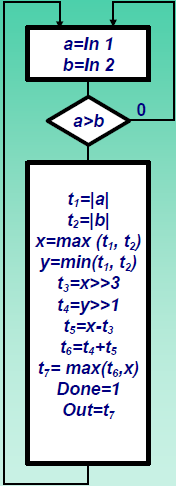 a=In 1
b=In 2
a>b
0
t₁=|a|
t₂=|b|
x=max (t₁, t₂)
y=min(t₁, t₂)
t₃=x>>3
t₄=y>>1
t₅=x-t₃
t₆=t₄+t₅
t₇= max(t₆,x)
Done=1
Out=t₇